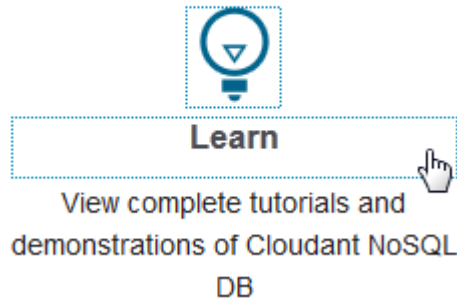 Learn
View complete tutorials and
demonstrations of Cloudant NoSQL
DB